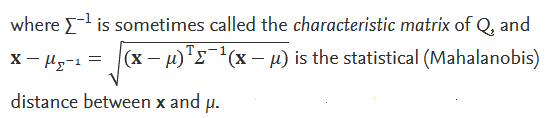 where Σ⁻¹ is sometimes called the characteristic matrix of Q, and
x − μ_Σ⁻¹ = √((x − μ)ᵀΣ⁻¹(x − μ)) is the statistical (Mahalanobis)
distance between x and μ.